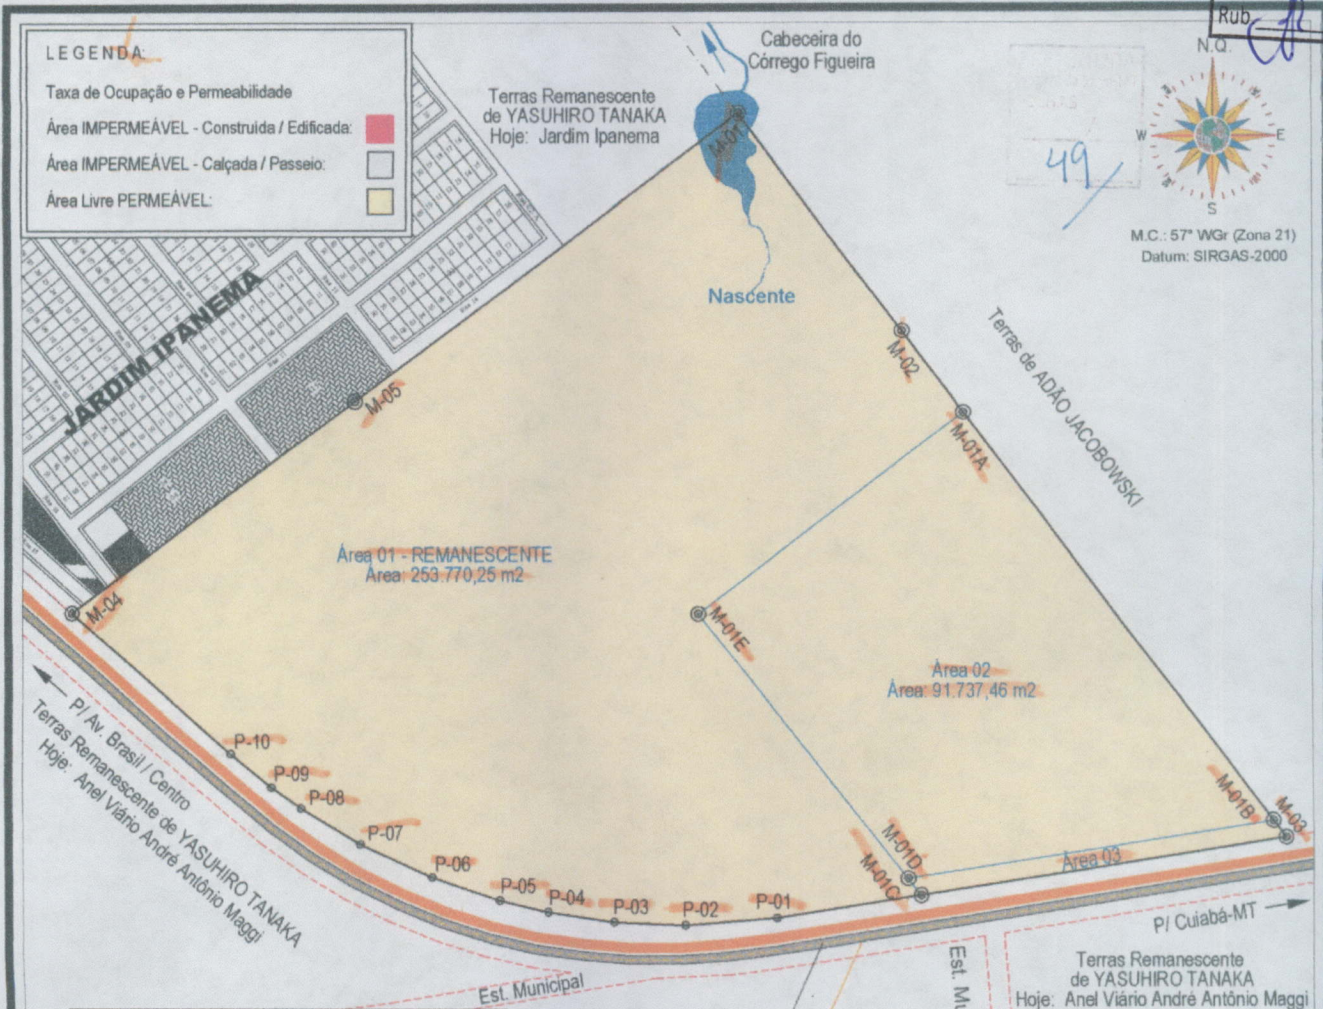 Rub.
LEGENDA:
Taxa de Ocupação e Permeabilidade
Área IMPERMEÁVEL - Construida / Edificada:
Área IMPERMEÁVEL - Calçada / Passeio:
Área Livre PERMEÁVEL:
Terras Remanescente
de YASUHIRO TANAKA
Hoje: Jardim Ipanema
Cabeceira do
Córrego Figueira
N.Q.
W
E
S
49
M.C.: 57° WGr (Zona 21)
Datum: SIRGAS-2000
M-01
Nascente
M-02
Terras de ADÃO JACOBOWSKI
JARDIM IPANEMA
M-05
M-01A
Área 01 - REMANESCENTE
Área: 253.770,25 m2
M-04
M-01E
Área 02
Área: 91.737,46 m2
P/ Av. Brasil / Centro
Terras Remanescente de YASUHIRO TANAKA
Hoje: Anel Viário André Antônio Maggi
P-10
P-09
P-08
P-07
P-06
P-05
P-04
P-03
P-02
P-01
M-01D
M-01C
Área 03
M-01B
M-03
P/ Cuiabá-MT
Est. Municipal
Est. Mu
Terras Remanescente
de YASUHIRO TANAKA
Hoje: Anel Viário André Antônio Maggi